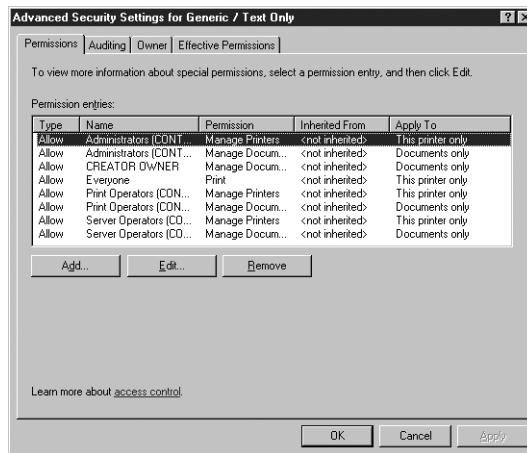 Advanced Security Settings for Generic / Text Only
Permissions Auditing Owner Effective Permissions
To view more information about special permissions, select a permission entry, and then click Edit.
Permission entries:
Type Name Permission Inherited From Apply To
Allow Administrators (CONT... Manage Printers <not inherited> This printer only
Allow Administrators (CONT... Manage Docum... <not inherited> Documents only
Allow CREATOR OWNER Manage Docum... <not inherited> Documents only
Allow Everyone Print <not inherited> This printer only
Allow Print Operators (CON... Manage Printers <not inherited> This printer only
Allow Print Operators (CON... Manage Docum... <not inherited> Documents only
Allow Server Operators (CO... Manage Printers <not inherited> This printer only
Allow Server Operators (CO... Manage Docum... <not inherited> Documents only
Add... Edit... Remove
Learn more about access control.
OK Cancel Apply